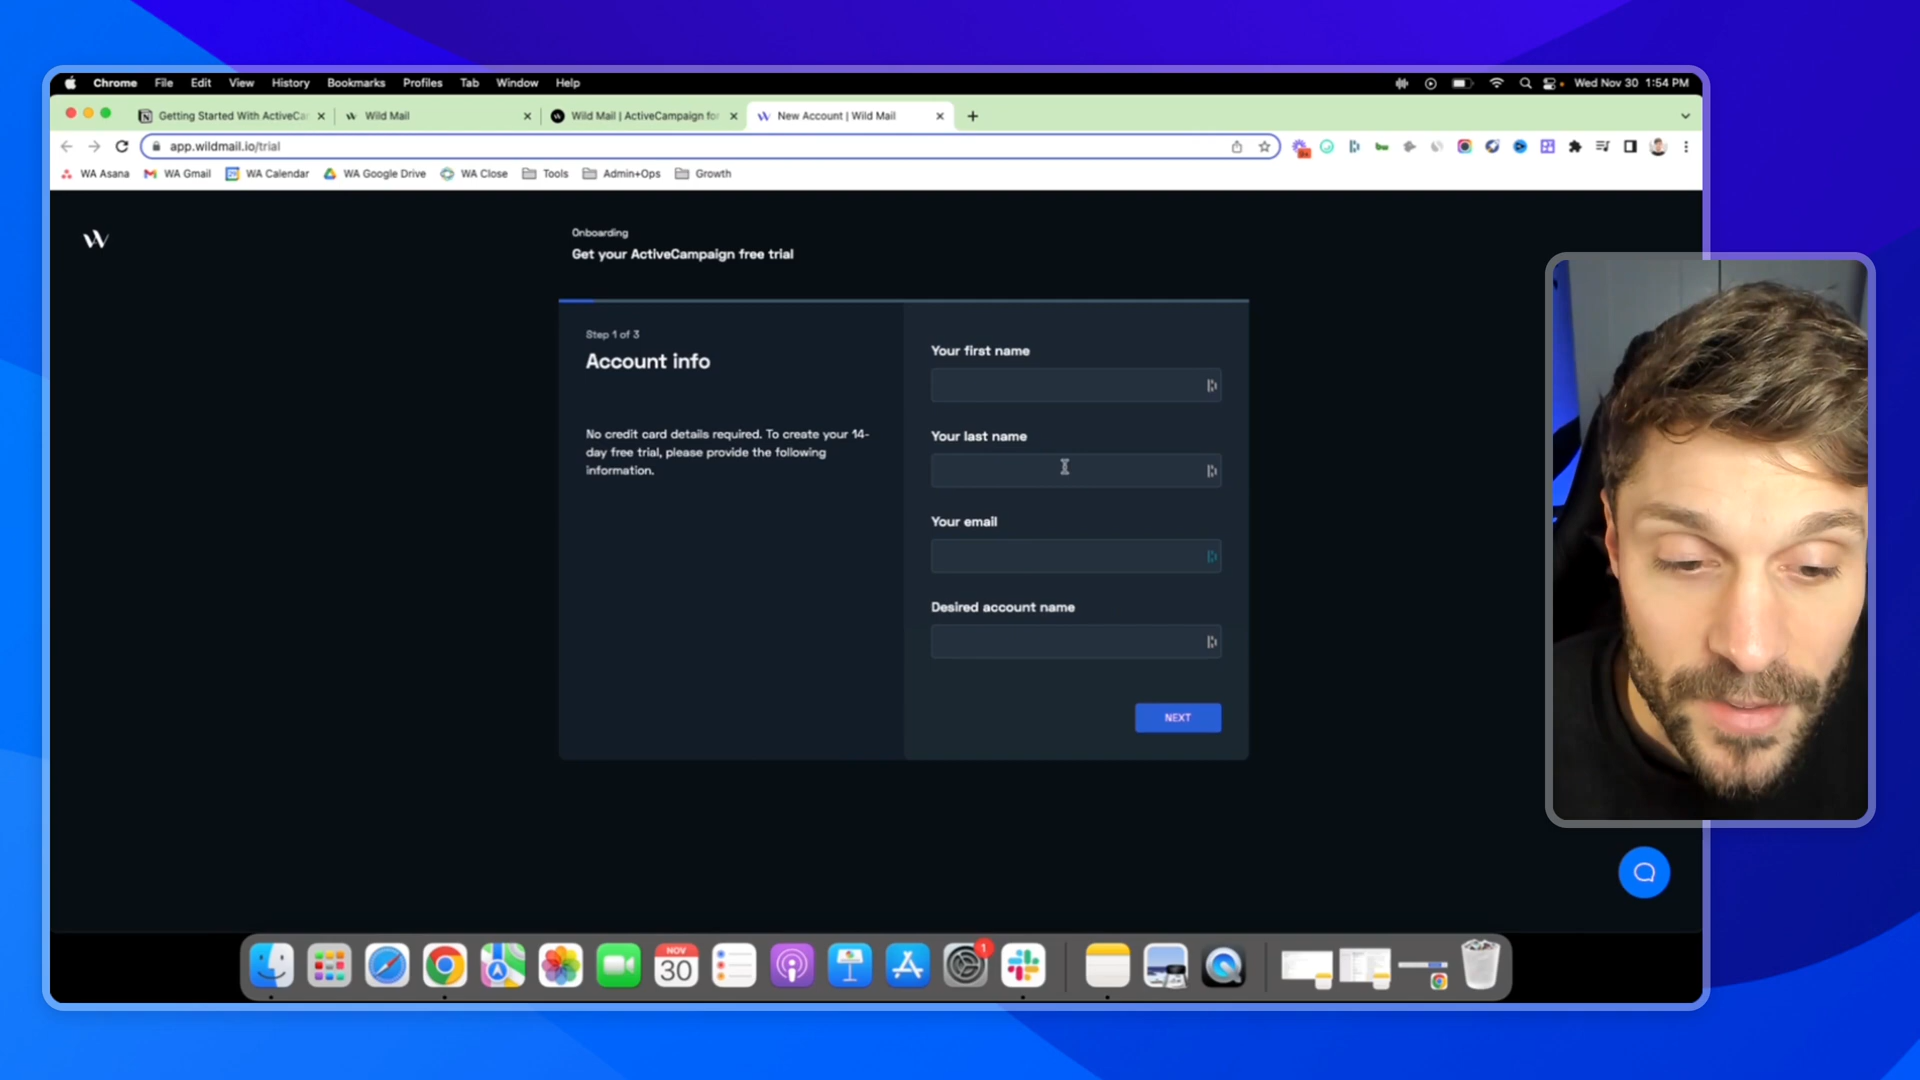 Chrome File Edit View History Bookmarks Profiles Tab Window Help Wed Nov 30 1:54 PM
Getting Started With ActiveCa Wild Mail Wild Mail | ActiveCampaign for New Account | Wild Mail
app.wildmail.io/trial
WA Asana WA Gmail WA Calendar WA Google Drive WA Close Tools Admin+Ops Growth
Onboarding
Get your ActiveCampaign free trial
Step 1 of 3
Account info
No credit card details required. To create your 14-
day free trial, please provide the following
information.
Your first name
Your last name
Your email
Desired account name
NEXT
NOV
30
1